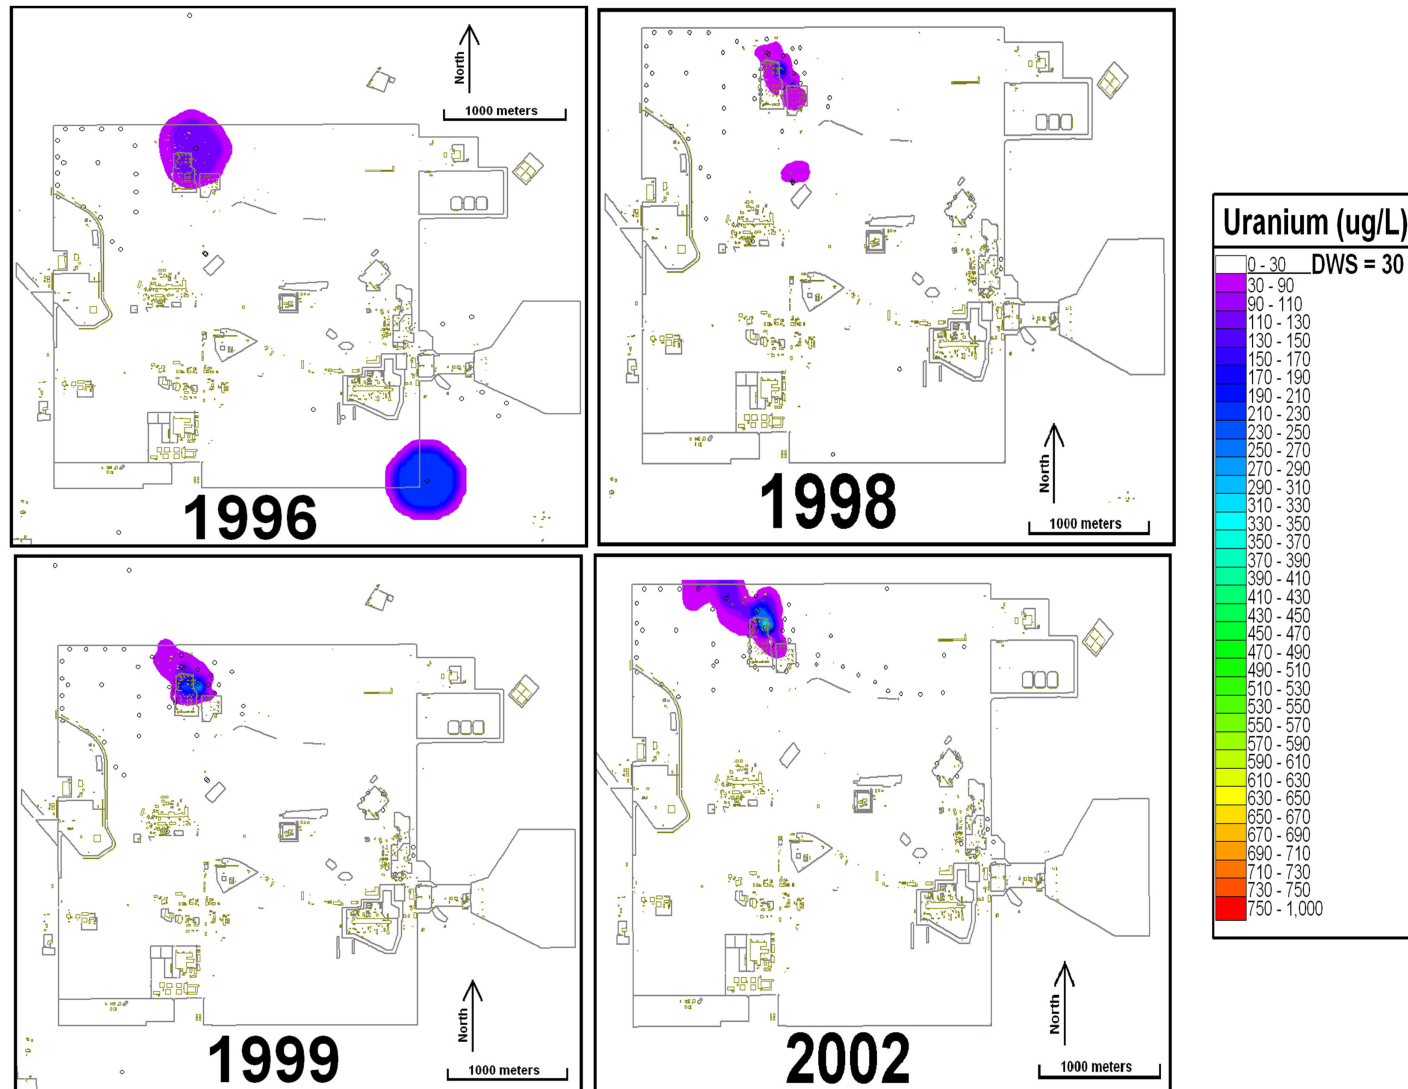 North
1000 meters
1996
North
1000 meters
1998
North
1000 meters
1999
North
1000 meters
2002
Uranium (ug/L)
0 - 30 DWS = 30
30 - 90
90 - 110
110 - 130
130 - 150
150 - 170
170 - 190
190 - 210
210 - 230
230 - 250
250 - 270
270 - 290
290 - 310
310 - 330
330 - 350
350 - 370
370 - 390
390 - 410
410 - 430
430 - 450
450 - 470
470 - 490
490 - 510
510 - 530
530 - 550
550 - 570
570 - 590
590 - 610
610 - 630
630 - 650
650 - 670
670 - 690
690 - 710
710 - 730
730 - 750
750 - 1,000